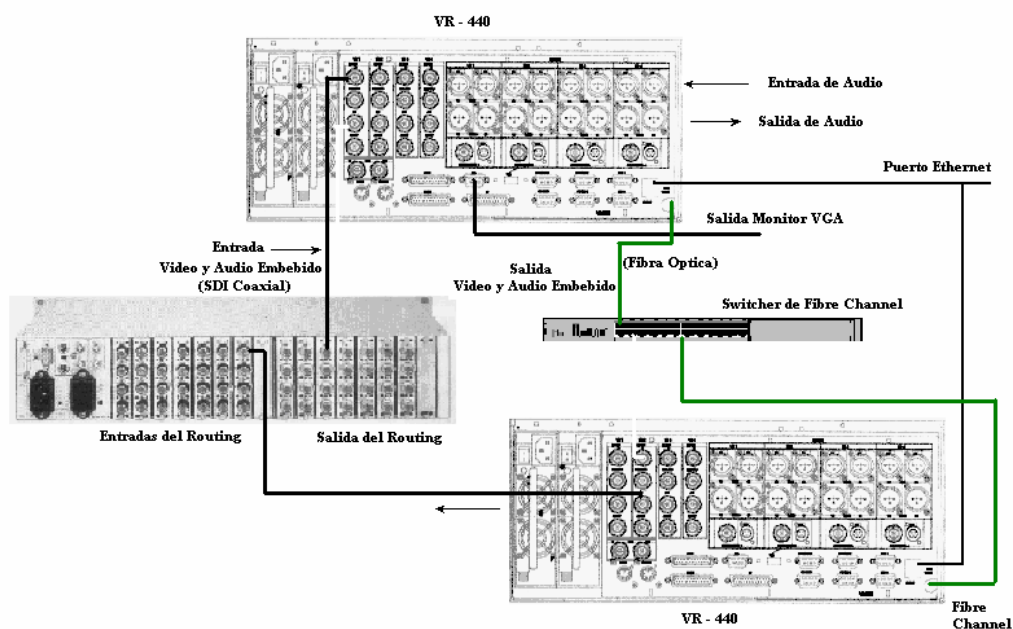 VR - 440
Entrada de Audio
Salida de Audio
Puerto Ethernet
Salida Monitor VGA
Entrada
Video y Audio Embebido
(SDI Coaxial)
Salida
(Fibra Optica)
Video y Audio Embebido
Switcher de Fibre Channel
Entradas del Routing
Salida del Routing
VR - 440
Fibre
Channel